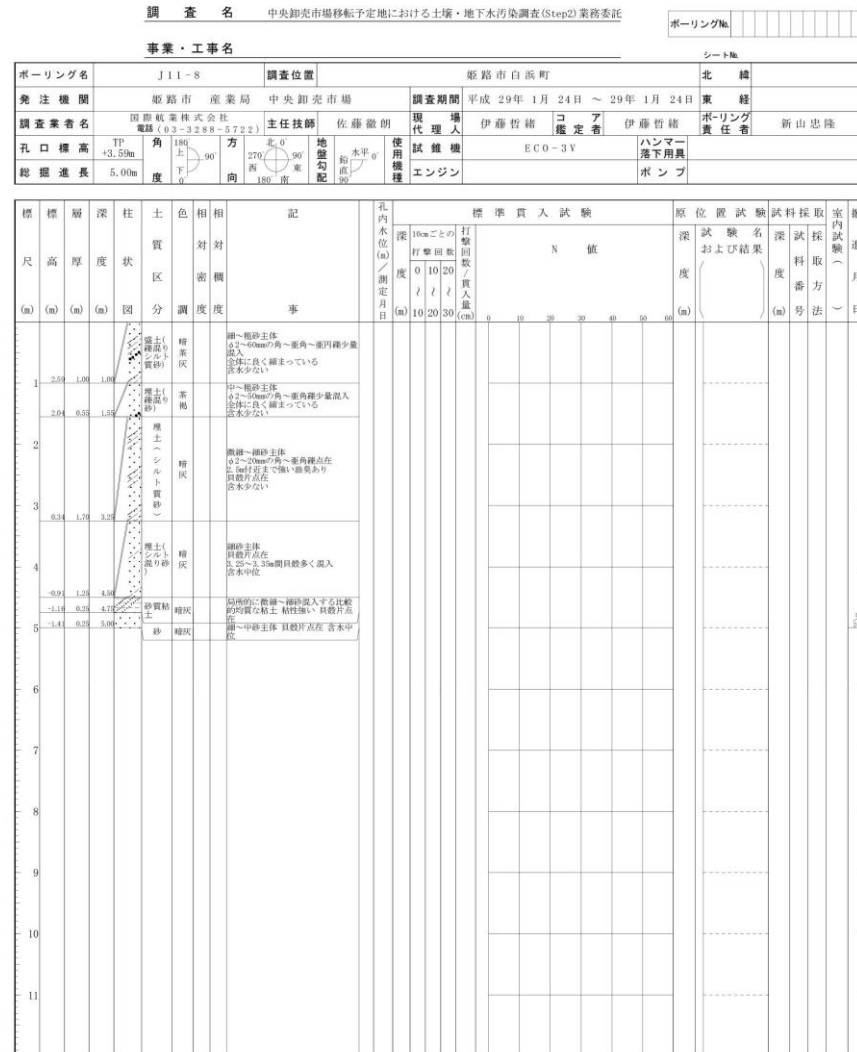 調査名 中央卸売市場移転予定地における土壌・地下水汚染調査(Step2)業務委託
ボーリング№
事業・工事名
シート№
ボーリング名 J11-8 調査位置 姫路市白浜町 北緯
発注機関 姫路市 産業局 中央卸売市場 調査期間 平成 29年 1月 24日 ～ 29年 1月 24日 東経
調査業者名 国際航業株式会社 電話(03-3288-5722) 主任技師 佐藤徹朗 現場代理人 伊藤哲緒 コア鑑定者 伊藤哲緒 ボーリング責任者 新山忠隆
孔口標高 TP +3.59m 角度 180° 上 下 0° 90° 方向 北 0° 270° 西 90° 東 180° 南 地盤勾配 水平 0° 鉛直 90° 使用機種 試錐機 ECO-3V ハンマー落下用具
総掘進長 5.00m エンジン ポンプ
標尺(m) 標高(m) 層厚(m) 深度(m) 柱状図 土質区分 色調 相対密度 相対稠度 記事 孔内水位(m)／測定月日 標準貫入試験 原位置試験 試料採取 室内試験( )
深度(m) 10cmごとの打撃回数 0～10 10～20 20～30 打撃回数／貫入量(cm) N値 深度(m) 試験名および結果 深度(m) 試料番号 採取方法
0 10 20 30 40 50 60
盛土(礫混りシルト質砂) 暗茶灰 細～粗砂主体
φ2～60mmの角～亜角～亜円礫少量混入
全体に良く締まっている
含水少ない
1 2.59 1.00 1.00
埋土(礫混り砂) 茶褐 中～粗砂主体
φ2～50mmの角～亜角礫少量混入
全体に良く締まっている
含水少ない
2.04 0.55 1.55
2
埋土(シルト質砂) 暗灰 微細～細砂主体
φ2～20mmの角～亜角礫点在
2.5m付近まで強い油臭あり
貝殻片点在
含水少ない
3
0.34 1.70 3.25
埋土(シルト混り砂) 暗灰 細砂主体
貝殻片点在
3.25～3.35m間貝殻多く混入
含水中位
4
-0.91 1.25 4.50
-1.16 0.25 4.75 砂質粘土 暗灰 局所的に微細～細砂混入する比較的均質な粘土 粘性強い 貝殻片点在
5 -1.41 0.25 5.00 砂 暗灰 細～中砂主体 貝殻片点在 含水中位
6
7
8
9
10
11